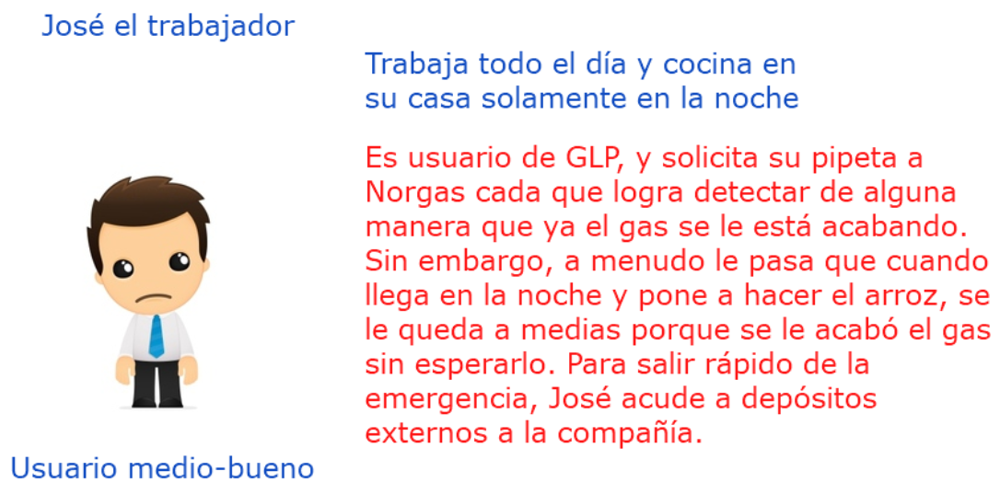 José el trabajador
Trabaja todo el día y cocina en
su casa solamente en la noche
Es usuario de GLP, y solicita su pipeta a
Norgas cada que logra detectar de alguna
manera que ya el gas se le está acabando.
Sin embargo, a menudo le pasa que cuando
llega en la noche y pone a hacer el arroz, se
le queda a medias porque se le acabó el gas
sin esperarlo. Para salir rápido de la
emergencia, José acude a depósitos
externos a la compañía.
Usuario medio-bueno